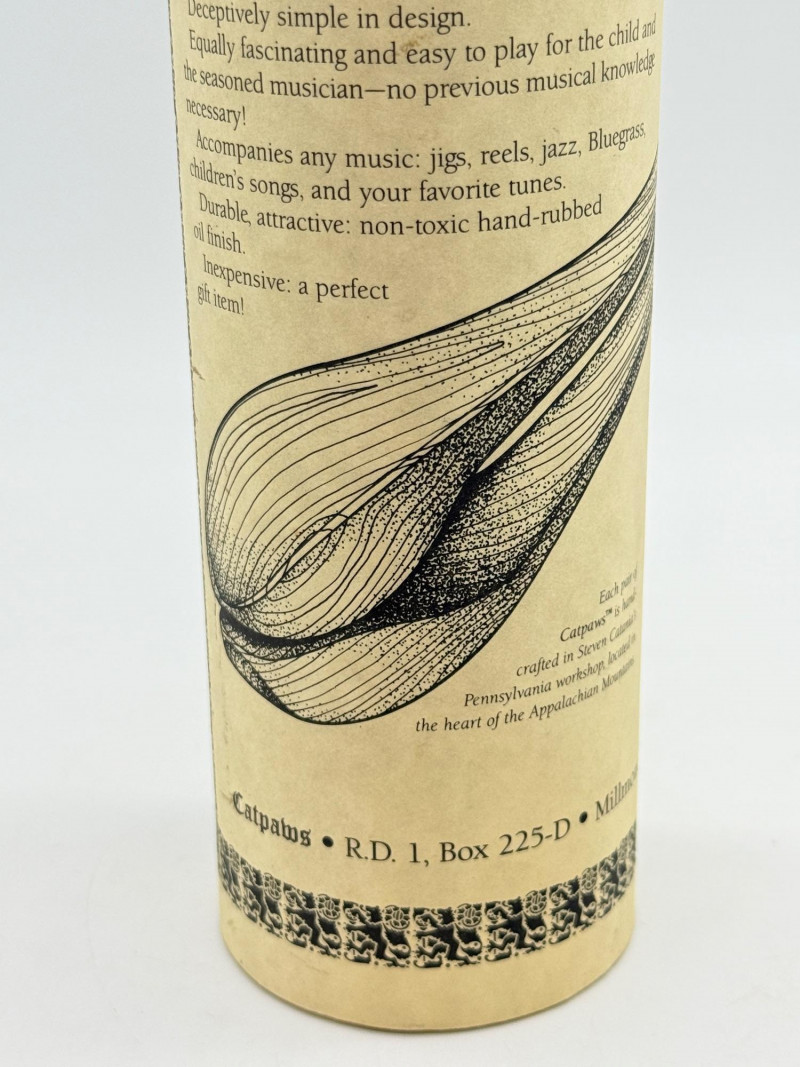 Deceptively simple in design.
Equally fascinating and easy to play for the child and
the seasoned musician—no previous musical knowledge
necessary!
Accompanies any music: jigs, reels, jazz, Bluegrass,
children's songs, and your favorite tunes.
Durable, attractive: non-toxic hand-rubbed
oil finish.
Inexpensive: a perfect
gift item!
Each pair of
Catpaws™ is hand-
crafted in Steven Catania's
Pennsylvania workshop, located in
the heart of the Appalachian Mountains.
Catpaws • R.D. 1, Box 225-D •